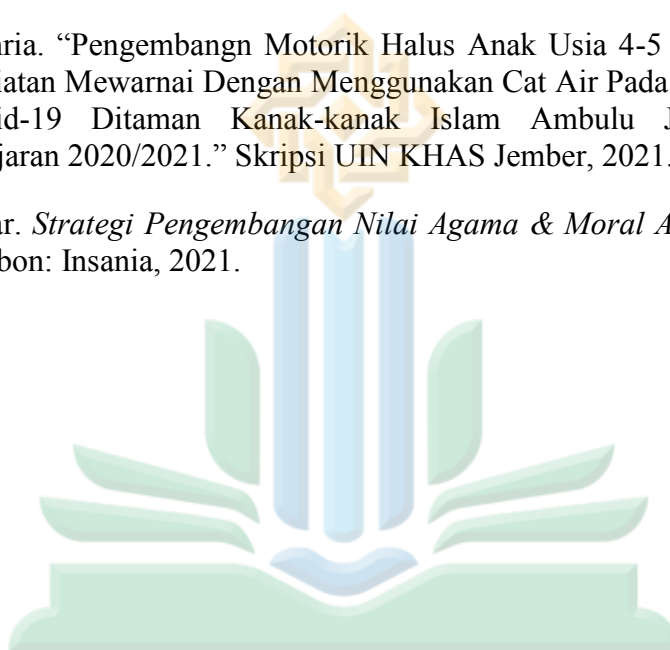 ria. “Pengembangn Motorik Halus Anak Usia 4-5
iatan Mewarnai Dengan Menggunakan Cat Air Pada
id-19 Ditaman Kanak-kanak Islam Ambulu J
jaran 2020/2021.” Skripsi UIN KHAS Jember, 2021.
ar. Strategi Pengembangan Nilai Agama & Moral A
bon: Insania, 2021.